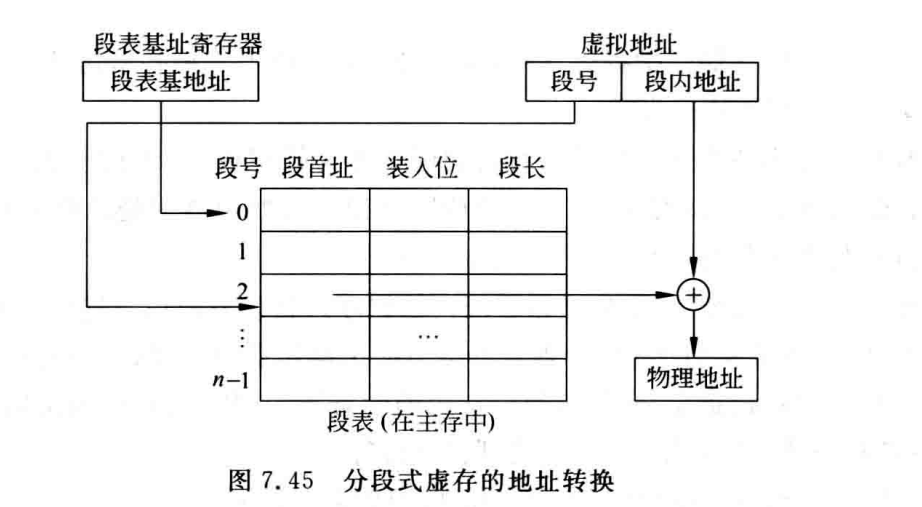 段表基址寄存器
虚拟地址
段表基地址
段号 段内地址
段号 段首址 装入位 段长
0
1
2
⋮
… 
n−1
物理地址
段表(在主存中)
图 7.45 分段式虚存的地址转换